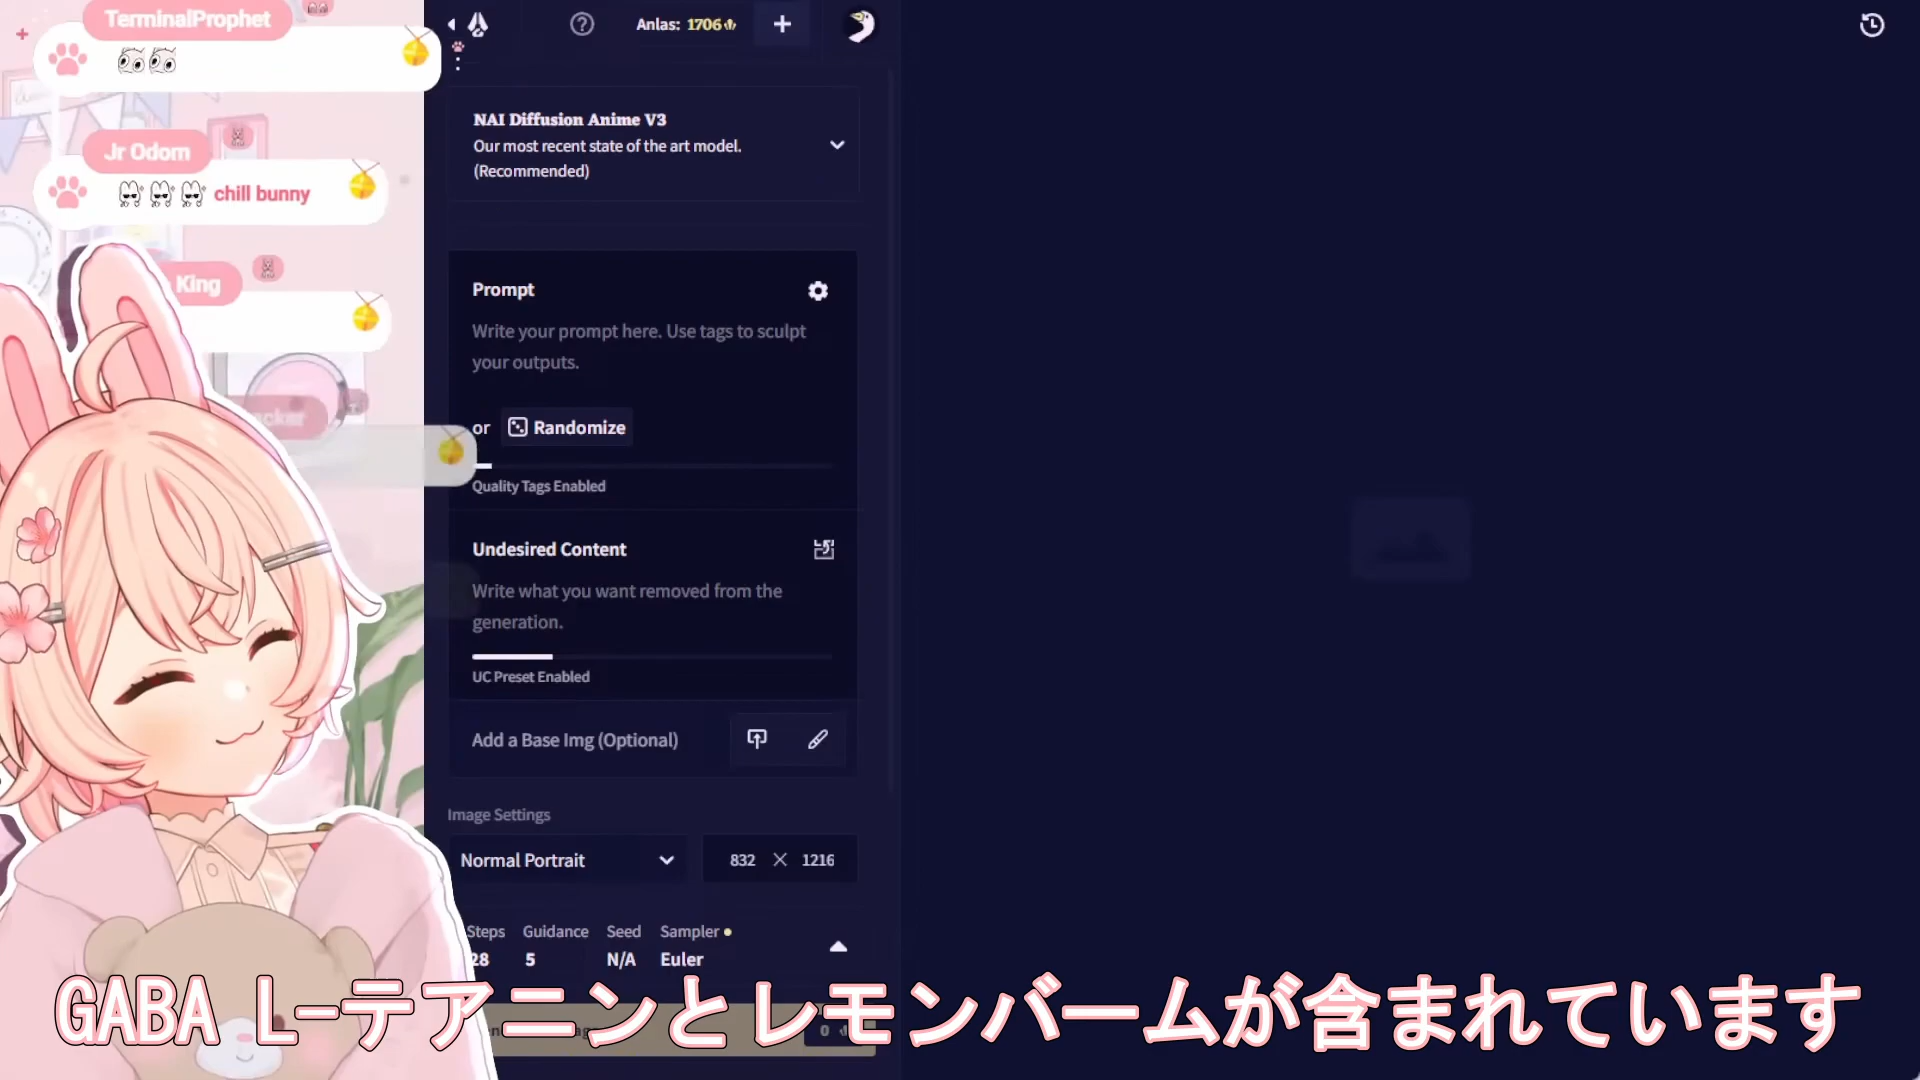 TerminalProphet
Jr Odom
chill bunny
King
Anlas: 1706
NAI Diffusion Anime V3
Our most recent state of the art model.
(Recommended)
Prompt
Write your prompt here. Use tags to sculpt
your outputs.
or Randomize
Quality Tags Enabled
Undesired Content
Write what you want removed from the
generation.
UC Preset Enabled
Add a Base Img (Optional)
Image Settings
Normal Portrait
832 × 1216
Steps Guidance Seed Sampler
28 5 N/A Euler
0
GABA L-テアニンとレモンバームが含まれています